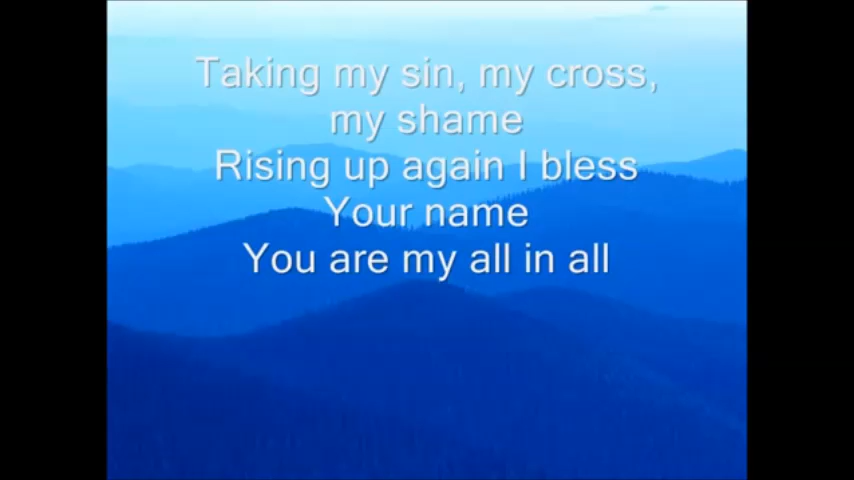 Taking my sin, my cross,
my shame
Rising up again I bless
Your name
You are my all in all